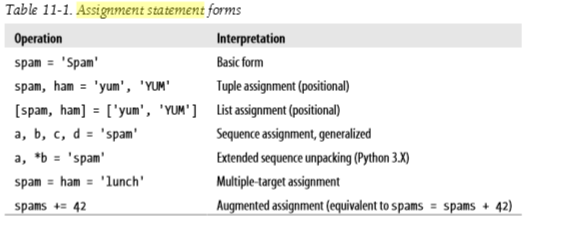 Table 11-1. Assignment statement forms
Operation Interpretation
spam = 'Spam' Basic form
spam, ham = 'yum', 'YUM' Tuple assignment (positional)
[spam, ham] = ['yum', 'YUM'] List assignment (positional)
a, b, c, d = 'spam' Sequence assignment, generalized
a, *b = 'spam' Extended sequence unpacking (Python 3.X)
spam = ham = 'lunch' Multiple-target assignment
spams += 42 Augmented assignment (equivalent to spams = spams + 42)